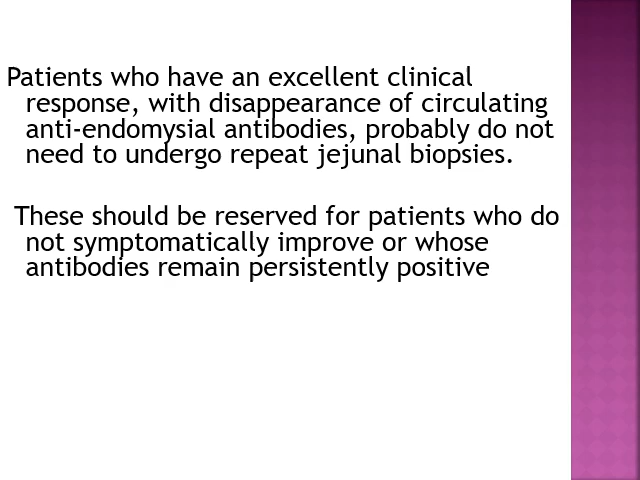 Patients who have an excellent clinical
response, with disappearance of circulating
anti-endomysial antibodies, probably do not
need to undergo repeat jejunal biopsies.
These should be reserved for patients who do
not symptomatically improve or whose
antibodies remain persistently positive